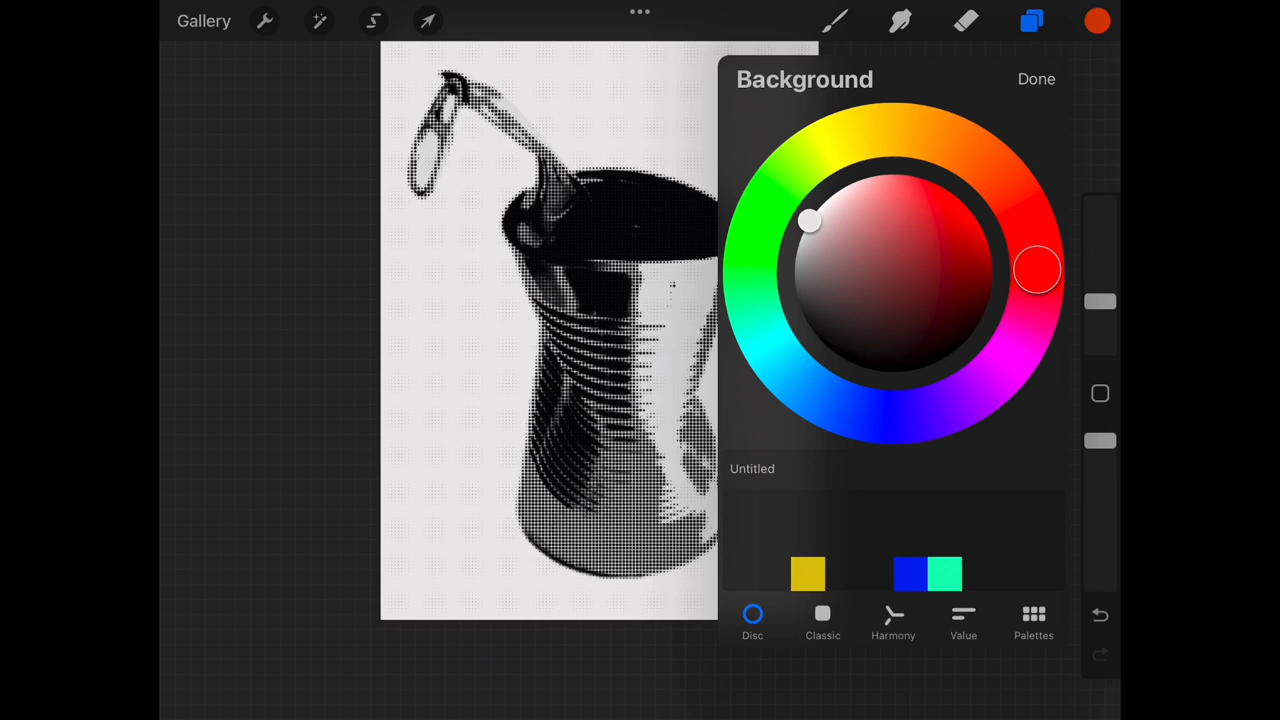 Gallery
Background
Done
Untitled
Disc
Classic
Harmony
Value
Palettes